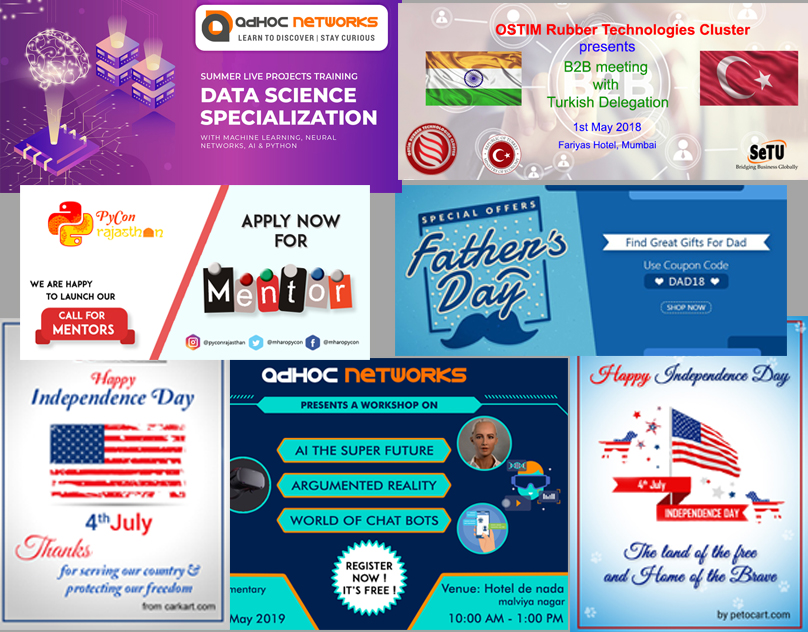 ADHOC NETWORKS
LEARN TO DISCOVER | STAY CURIOUS
SUMMER LIVE PROJECTS TRAINING
DATA SCIENCE
SPECIALIZATION
WITH MACHINE LEARNING, NEURAL
NETWORKS, AI & PYTHON
OSTIM Rubber Technologies Cluster
presents
B2B meeting
with
Turkish Delegation
1st May 2018
Fariyas Hotel, Mumbai
B2B
SeTU
Bridging Business Globally
PyCon
rajasthan
WE ARE HAPPY
TO LAUNCH OUR
CALL FOR
MENTORS
APPLY NOW
FOR
Mentor
@pyconrajasthan
@mharopycon
@mharopycon
SPECIAL OFFERS
Father's
Day
Find Great Gifts For Dad
Use Coupon Code
DAD18
SHOP NOW
Happy
Independence Day
4th July
Thanks
for serving our country &
protecting our freedom
from carkart.com
ADHOC NETWORKS
PRESENTS A WORKSHOP ON
AI THE SUPER FUTURE
ARGUMENTED REALITY
WORLD OF CHAT BOTS
REGISTER
NOW !
IT'S FREE !
mentary
May 2019
Venue: Hotel de nada
malviya nagar
10:00 AM - 1:00 PM
Happy Independence Day
4th July
INDEPENDENCE DAY
The land of the free
and Home of the Brave
by petocart.com